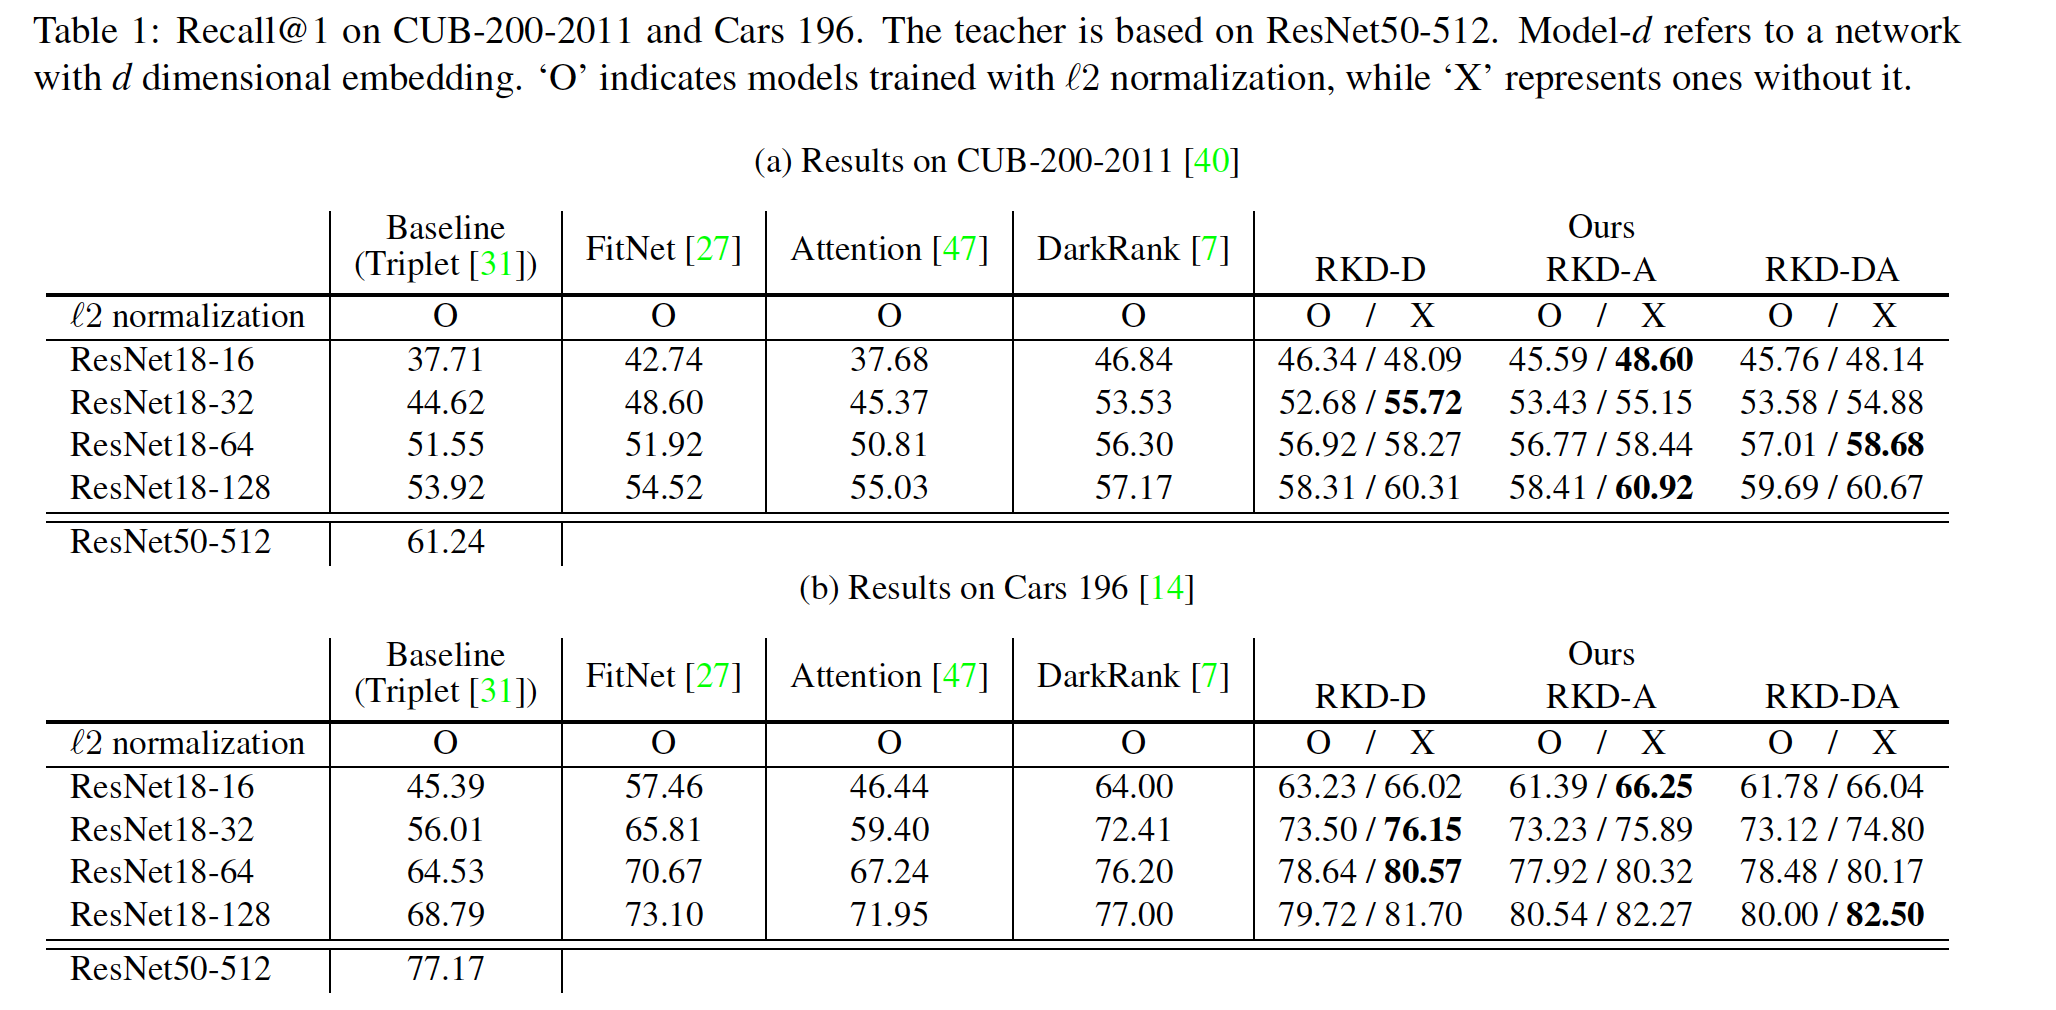 Table 1: Recall@1 on CUB-200-2011 and Cars 196. The teacher is based on ResNet50-512. Model-d refers to a network
with d dimensional embedding. ‘O’ indicates models trained with ℓ2 normalization, while ‘X’ represents ones without it.
(a) Results on CUB-200-2011 [40]
Baseline
(Triplet [31]) FitNet [27] Attention [47] DarkRank [7] Ours
RKD-D RKD-A RKD-DA
ℓ2 normalization O O O O O / X O / X O / X
ResNet18-16 37.71 42.74 37.68 46.84 46.34 / 48.09 45.59 / 48.60 45.76 / 48.14
ResNet18-32 44.62 48.60 45.37 53.53 52.68 / 55.72 53.43 / 55.15 53.58 / 54.88
ResNet18-64 51.55 51.92 50.81 56.30 56.92 / 58.27 56.77 / 58.44 57.01 / 58.68
ResNet18-128 53.92 54.52 55.03 57.17 58.31 / 60.31 58.41 / 60.92 59.69 / 60.67
ResNet50-512 61.24
(b) Results on Cars 196 [14]
Baseline
(Triplet [31]) FitNet [27] Attention [47] DarkRank [7] Ours
RKD-D RKD-A RKD-DA
ℓ2 normalization O O O O O / X O / X O / X
ResNet18-16 45.39 57.46 46.44 64.00 63.23 / 66.02 61.39 / 66.25 61.78 / 66.04
ResNet18-32 56.01 65.81 59.40 72.41 73.50 / 76.15 73.23 / 75.89 73.12 / 74.80
ResNet18-64 64.53 70.67 67.24 76.20 78.64 / 80.57 77.92 / 80.32 78.48 / 80.17
ResNet18-128 68.79 73.10 71.95 77.00 79.72 / 81.70 80.54 / 82.27 80.00 / 82.50
ResNet50-512 77.17